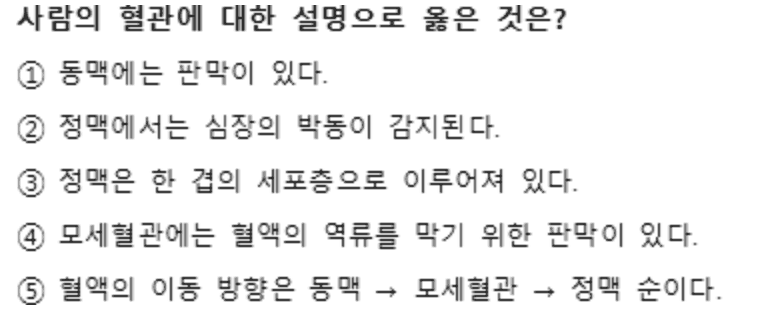 사람의 혈관에 대한 설명으로 옳은 것은?
① 동맥에는 판막이 있다.
② 정맥에서는 심장의 박동이 감지된다.
③ 정맥은 한 겹의 세포층으로 이루어져 있다.
④ 모세혈관에는 혈액의 역류를 막기 위한 판막이 있다.
⑤ 혈액의 이동 방향은 동맥 → 모세혈관 → 정맥 순이다.